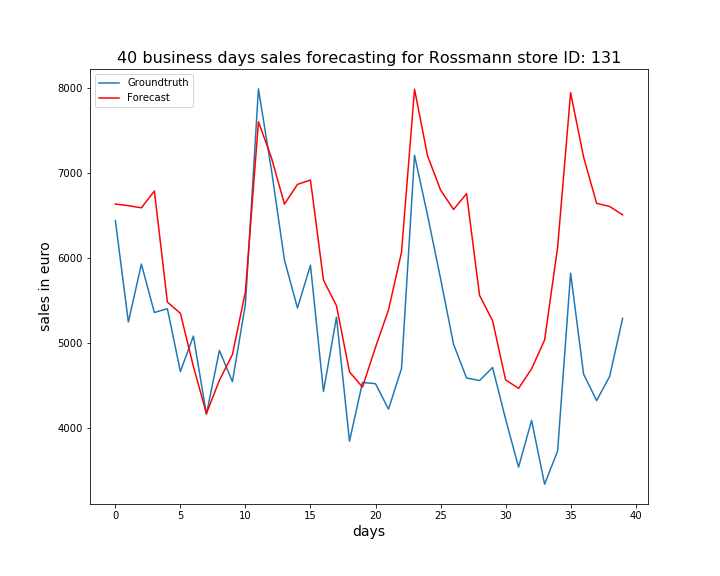 40 business days sales forecasting for Rossmann store ID: 131
Groundtruth
Forecast
8000
7000
6000
5000
4000
sales in euro
0 5 10 15 20 25 30 35 40
days